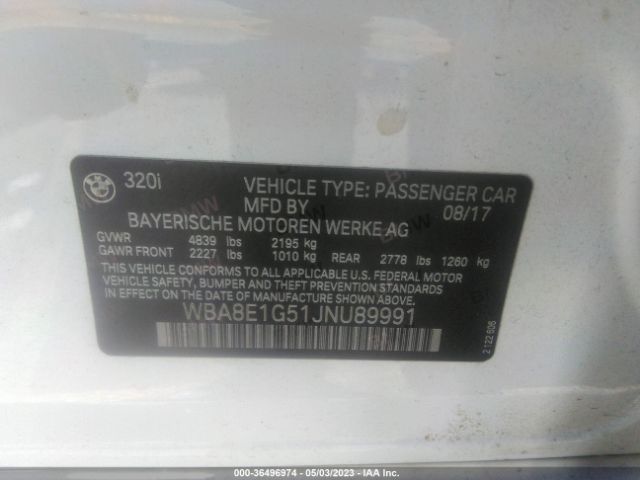 320i VEHICLE TYPE: PASSENGER CAR
MFD BY 08/17
BAYERISCHE MOTOREN WERKE AG
GVWR 4839 lbs 2195 kg
GAWR FRONT 2227 lbs 1010 kg REAR 2778 lbs 1260 kg
THIS VEHICLE CONFORMS TO ALL APPLICABLE U.S. FEDERAL MOTOR
VEHICLE SAFETY, BUMPER AND THEFT PREVENTION STANDARDS
IN EFFECT ON THE DATE OF MANUFACTURE SHOWN ABOVE.
WBA8E1G51JNU89991
2 122 606
000-36496974 - 05/03/2023 - IAA Inc.